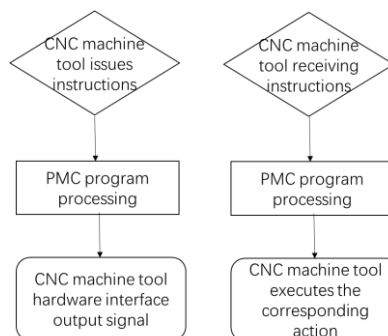 CNC machine
tool issues
instructions
PMC program
processing
CNC machine tool
hardware interface
output signal
CNC machine
tool receiving
instructions
PMC program
processing
CNC machine tool
executes the
corresponding
action